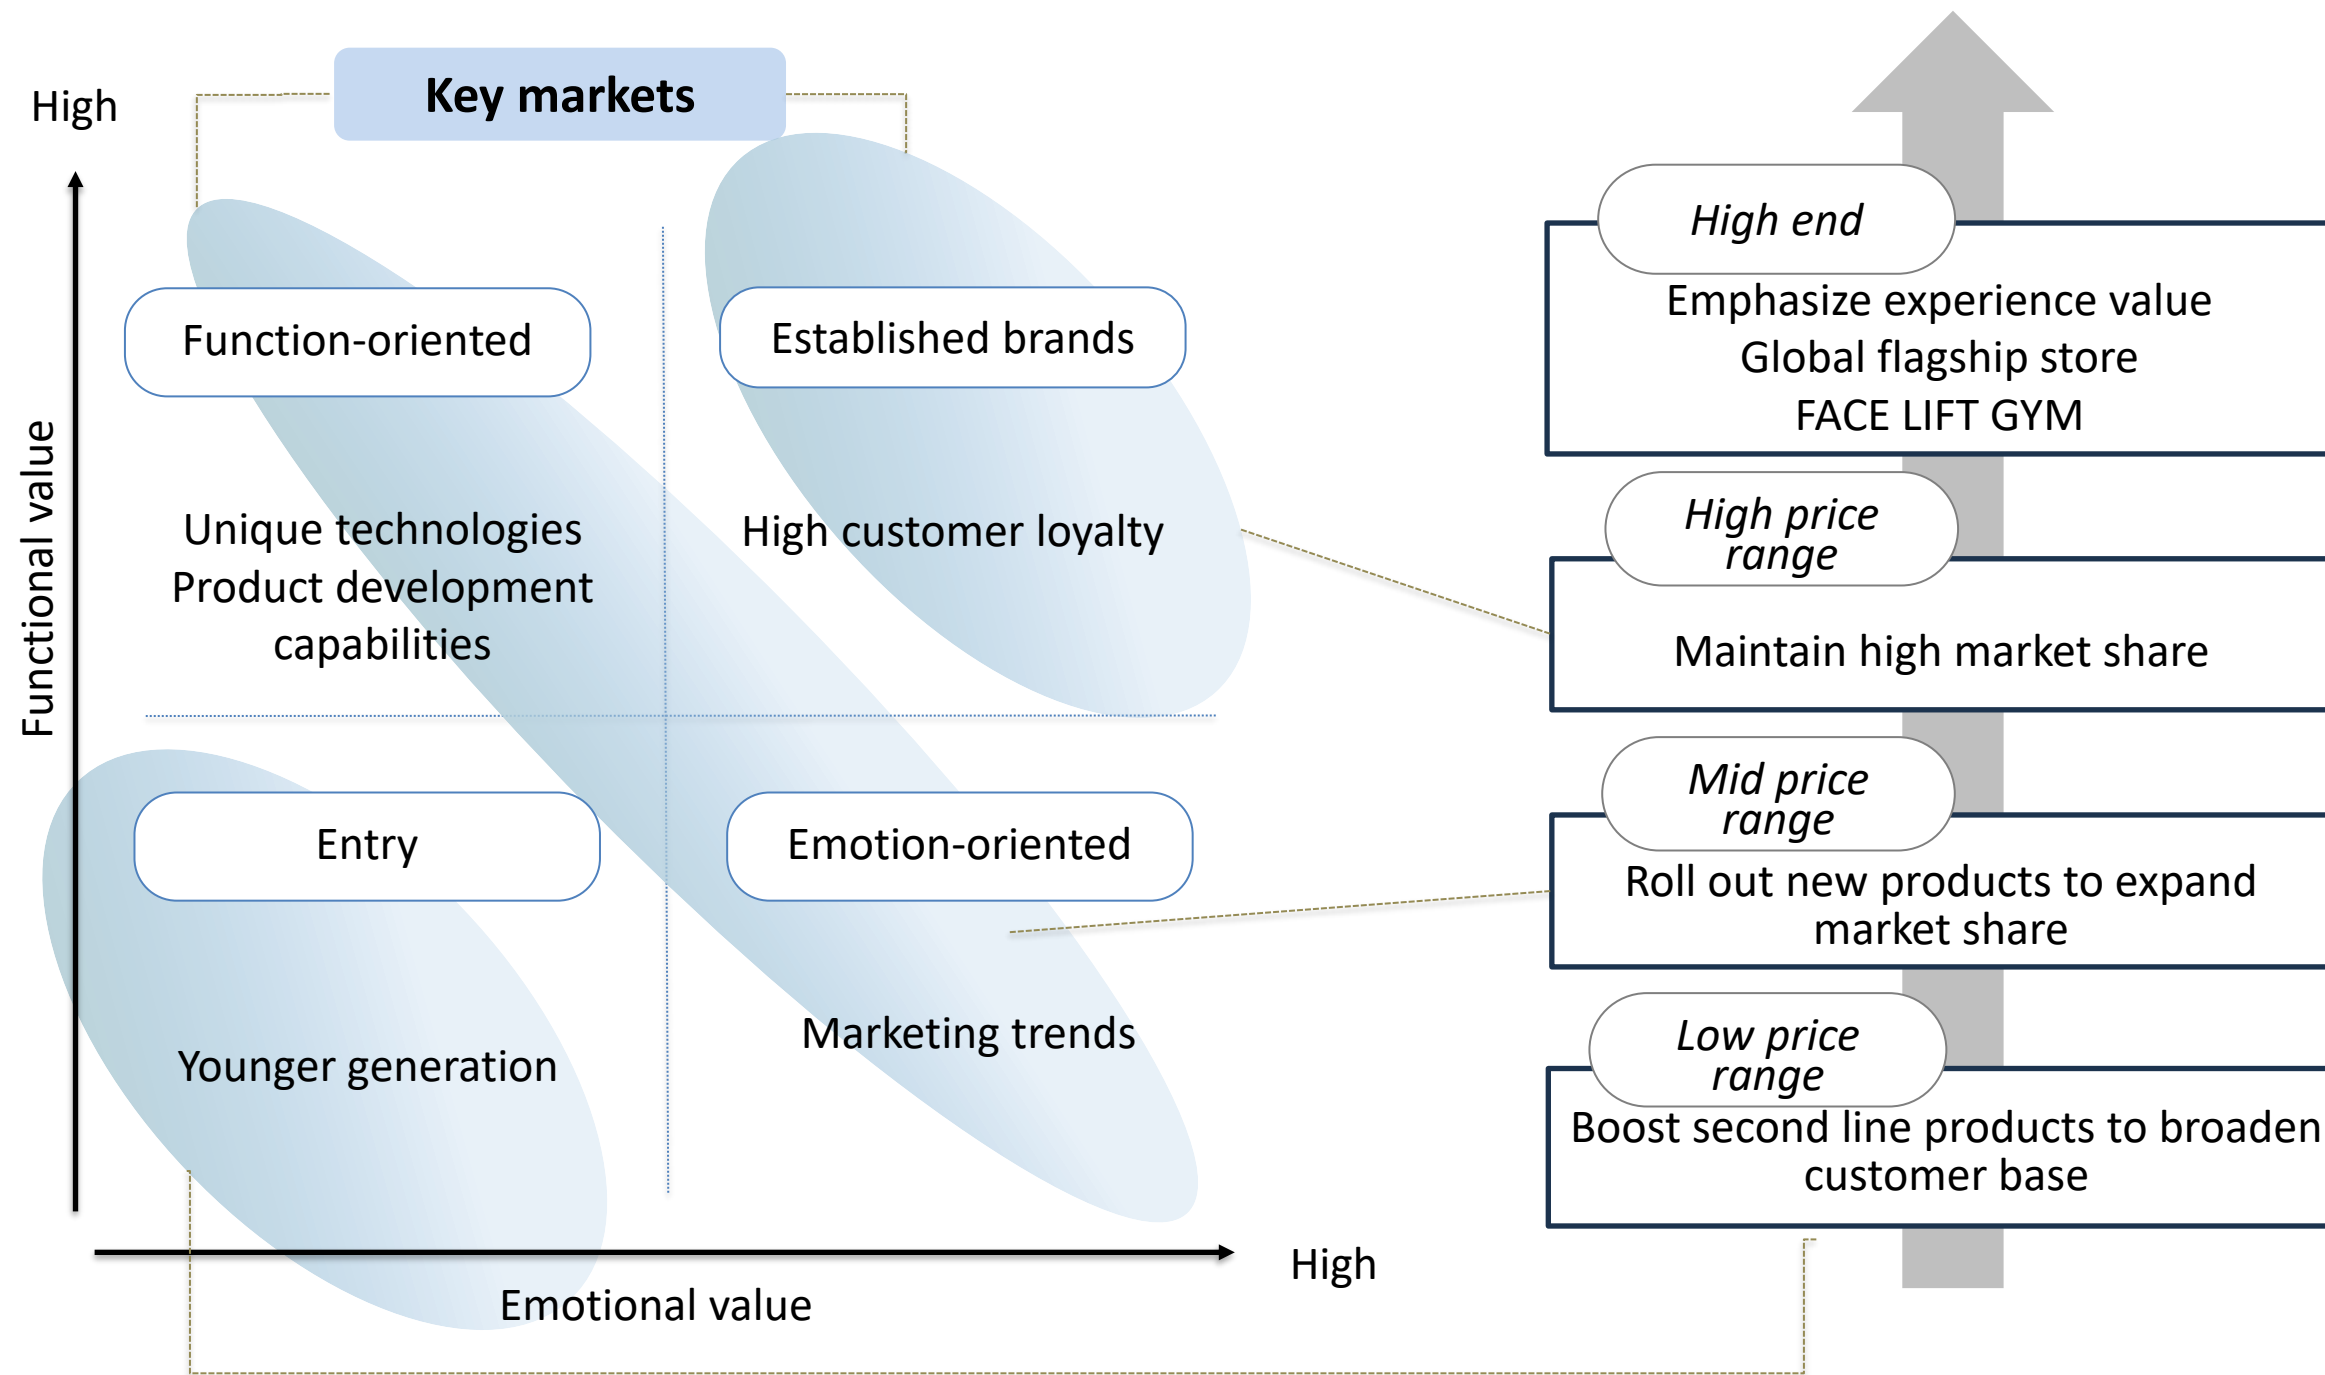 Key markets
High
Functional value
Function-oriented
Unique technologies
Product development
capabilities
Established brands
High customer loyalty
Entry
Younger generation
Emotion-oriented
Marketing trends
Emotional value
High
High end
Emphasize experience value
Global flagship store
FACE LIFT GYM
High price
range
Maintain high market share
Mid price
range
Roll out new products to expand
market share
Low price
range
Boost second line products to broaden
customer base